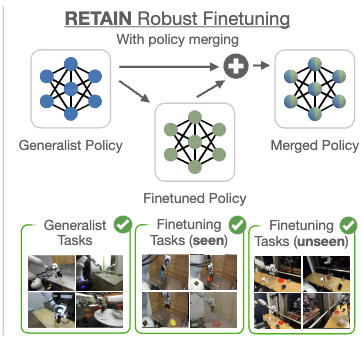 RETAIN Robust Finetuning
With policy merging
Generalist Policy
Merged Policy
Finetuned Policy
Generalist
Tasks
Finetuning
Tasks (seen)
Finetuning
Tasks (unseen)